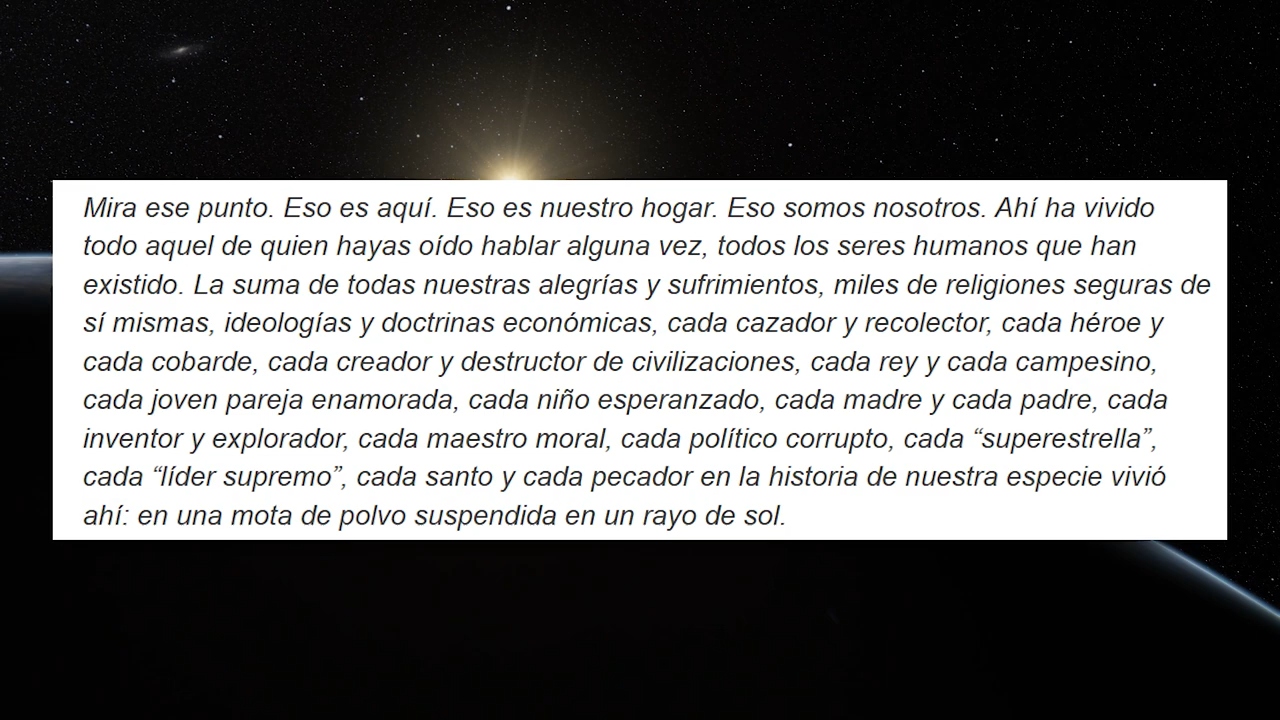 Mira ese punto. Eso es aquí. Eso es nuestro hogar. Eso somos nosotros. Ahí ha vivido
todo aquel de quien hayas oído hablar alguna vez, todos los seres humanos que han
existido. La suma de todas nuestras alegrías y sufrimientos, miles de religiones seguras de
sí mismas, ideologías y doctrinas económicas, cada cazador y recolector, cada héroe y
cada cobarde, cada creador y destructor de civilizaciones, cada rey y cada campesino,
cada joven pareja enamorada, cada niño esperanzado, cada madre y cada padre, cada
inventor y explorador, cada maestro moral, cada político corrupto, cada “superestrella”,
cada “líder supremo”, cada santo y cada pecador en la historia de nuestra especie vivió
ahí: en una mota de polvo suspendida en un rayo de sol.